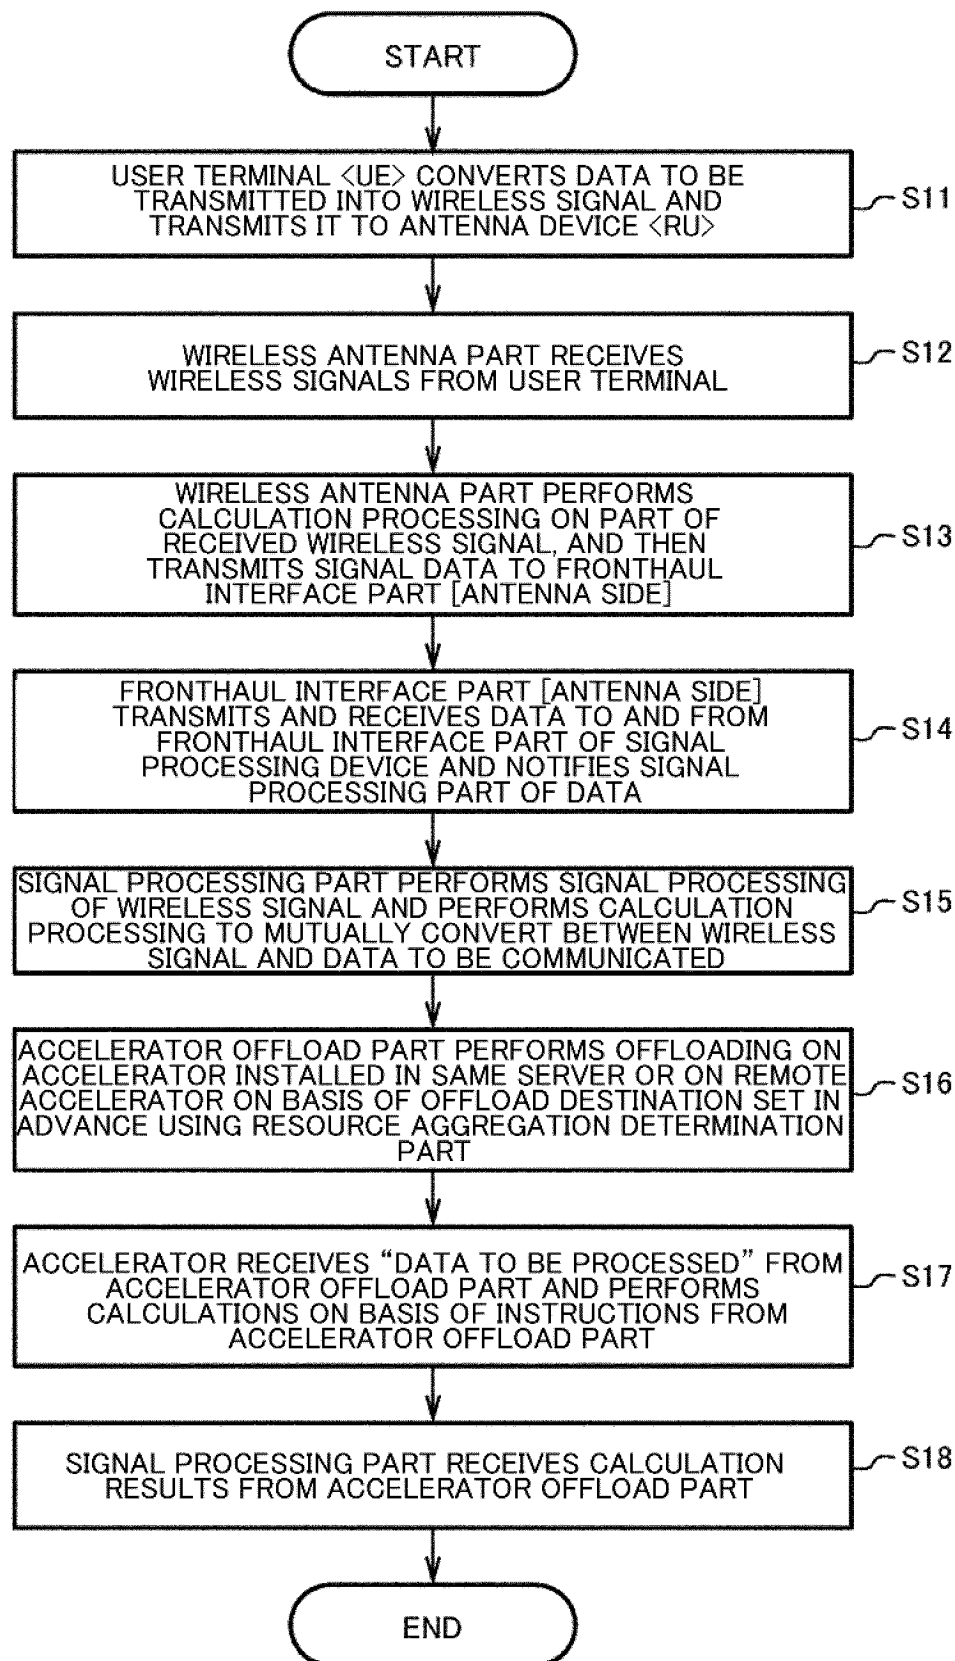 START
USER TERMINAL <UE> CONVERTS DATA TO BE
TRANSMITTED INTO WIRELESS SIGNAL AND
TRANSMITS IT TO ANTENNA DEVICE <RU>
S11
WIRELESS ANTENNA PART RECEIVES
WIRELESS SIGNALS FROM USER TERMINAL
S12
WIRELESS ANTENNA PART PERFORMS
CALCULATION PROCESSING ON PART OF
RECEIVED WIRELESS SIGNAL, AND THEN
TRANSMITS SIGNAL DATA TO FRONTHAUL
INTERFACE PART [ANTENNA SIDE]
S13
FRONTHAUL INTERFACE PART [ANTENNA SIDE]
TRANSMITS AND RECEIVES DATA TO AND FROM
FRONTHAUL INTERFACE PART OF SIGNAL
PROCESSING DEVICE AND NOTIFIES SIGNAL
PROCESSING PART OF DATA
S14
SIGNAL PROCESSING PART PERFORMS SIGNAL PROCESSING
OF WIRELESS SIGNAL AND PERFORMS CALCULATION
PROCESSING TO MUTUALLY CONVERT BETWEEN WIRELESS
SIGNAL AND DATA TO BE COMMUNICATED
S15
ACCELERATOR OFFLOAD PART PERFORMS OFFLOADING ON
ACCELERATOR INSTALLED IN SAME SERVER OR ON REMOTE
ACCELERATOR ON BASIS OF OFFLOAD DESTINATION SET IN
ADVANCE USING RESOURCE AGGREGATION DETERMINATION
PART
S16
ACCELERATOR RECEIVES “DATA TO BE PROCESSED” FROM
ACCELERATOR OFFLOAD PART AND PERFORMS
CALCULATIONS ON BASIS OF INSTRUCTIONS FROM
ACCELERATOR OFFLOAD PART
S17
SIGNAL PROCESSING PART RECEIVES CALCULATION
RESULTS FROM ACCELERATOR OFFLOAD PART
S18
END